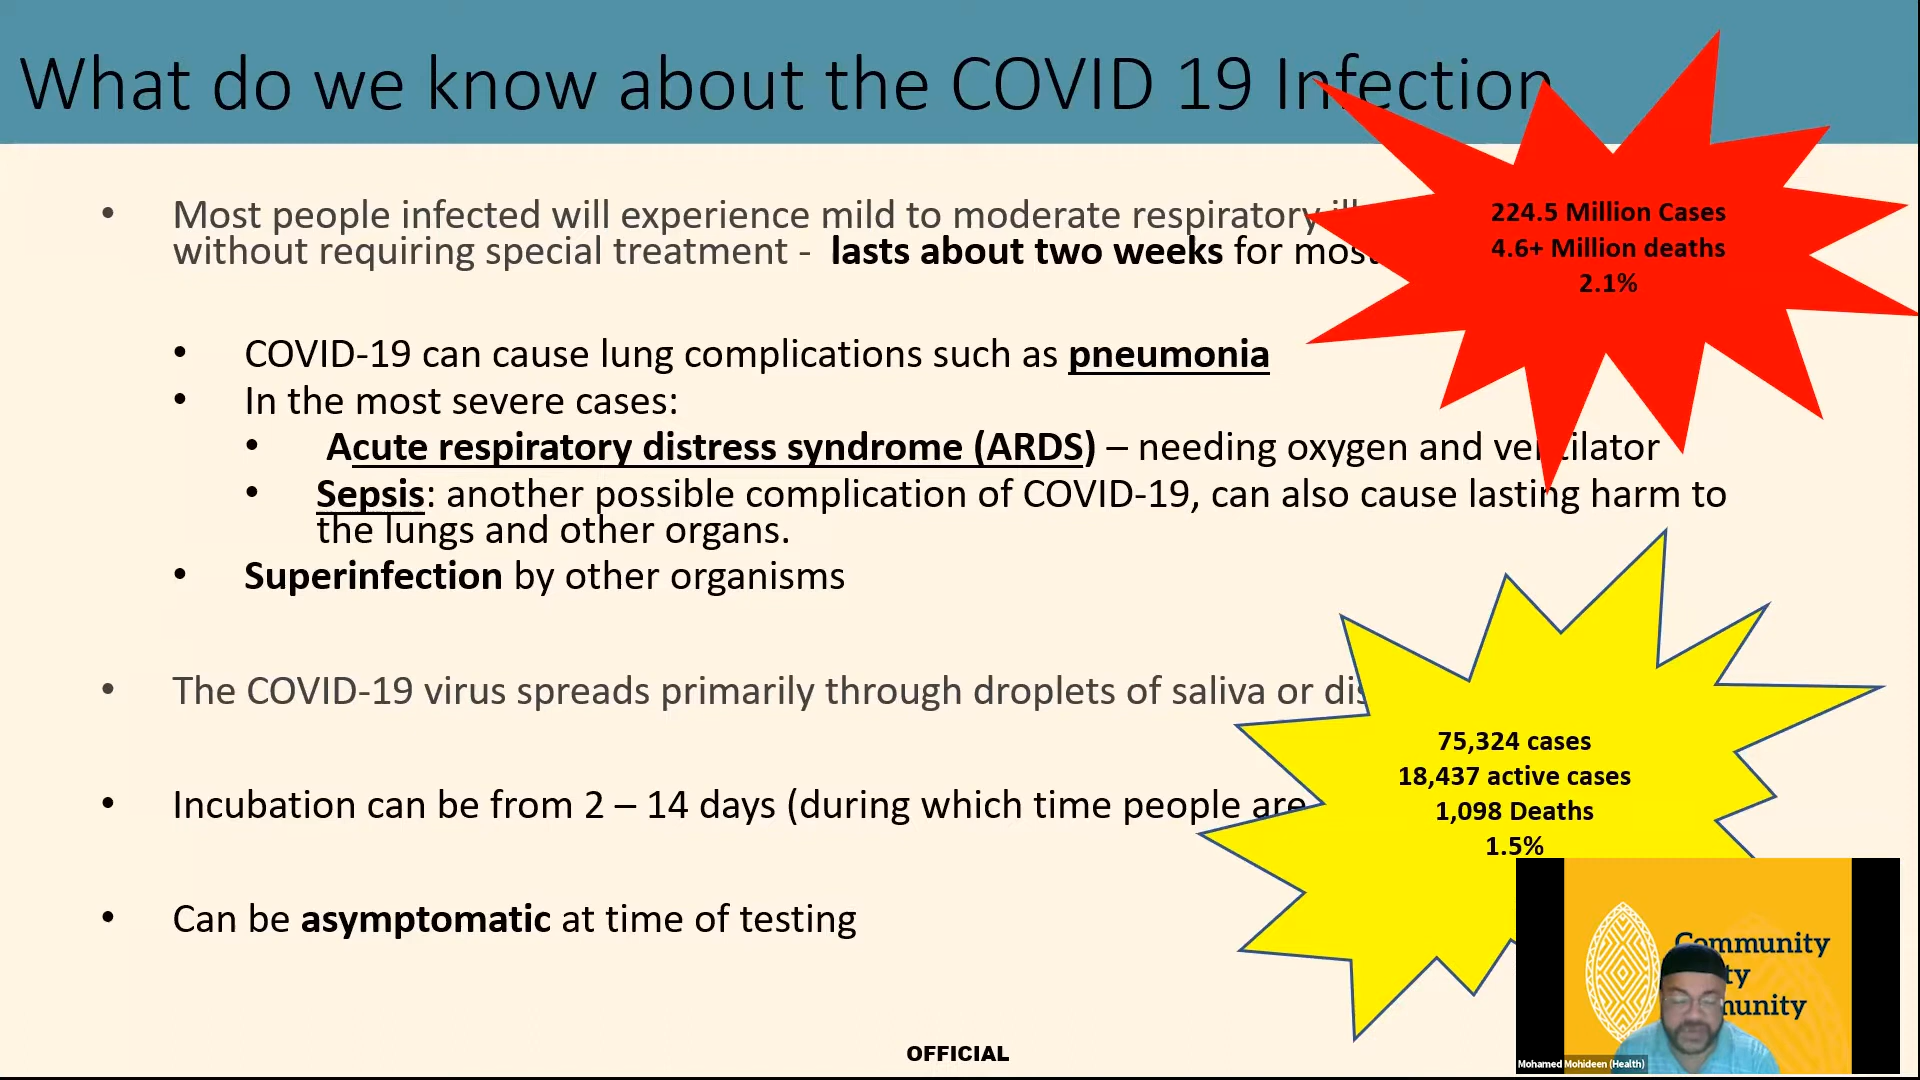 What do we know about the COVID 19 Infection
• Most people infected will experience mild to moderate respiratory
without requiring special treatment - lasts about two weeks for most
• COVID-19 can cause lung complications such as pneumonia
• In the most severe cases:
• Acute respiratory distress syndrome (ARDS) – needing oxygen and ventilator
• Sepsis: another possible complication of COVID-19, can also cause lasting harm to
the lungs and other organs.
• Superinfection by other organisms
• The COVID-19 virus spreads primarily through droplets of saliva or
• Incubation can be from 2 – 14 days (during which time people are
• Can be asymptomatic at time of testing
224.5 Million Cases
4.6+ Million deaths
2.1%
75,324 cases
18,437 active cases
1,098 Deaths
1.5%
Community
OFFICIAL
Mohamed Mohideen (Health)